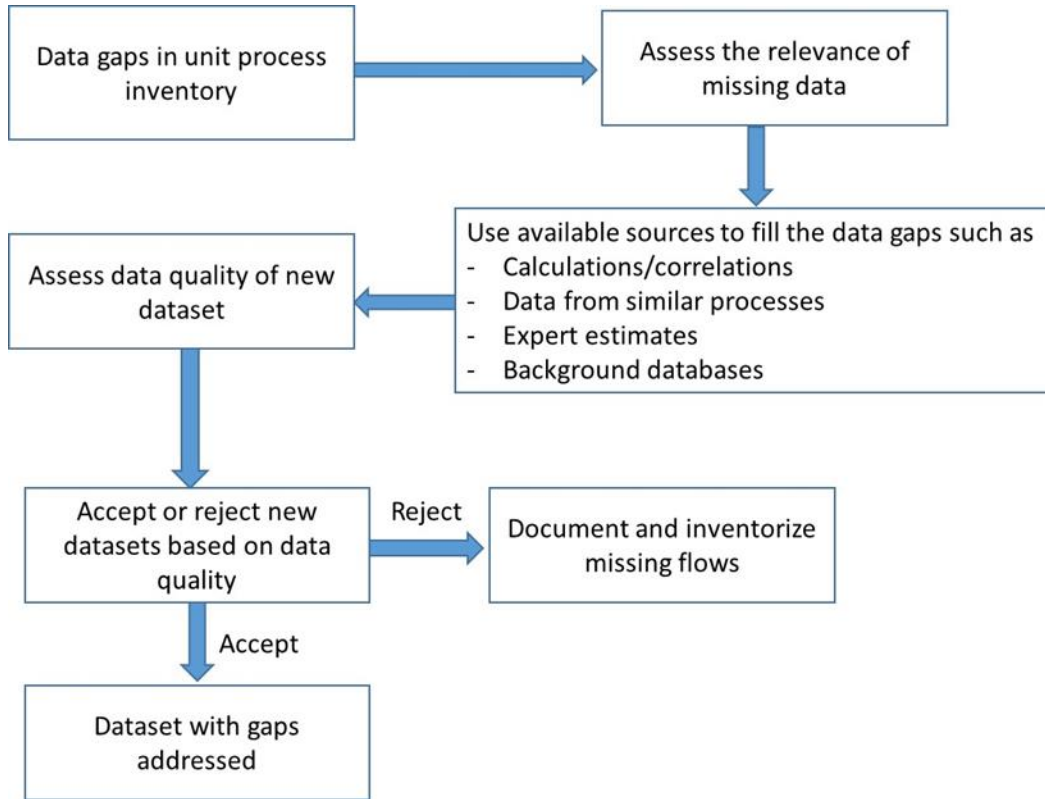 Data gaps in unit process
inventory
Assess the relevance of
missing data
Use available sources to fill the data gaps such as
- Calculations/correlations
- Data from similar processes
- Expert estimates
- Background databases
Assess data quality of new
dataset
Accept or reject new
datasets based on data
quality
Reject
Document and inventorize
missing flows
Accept
Dataset with gaps
addressed